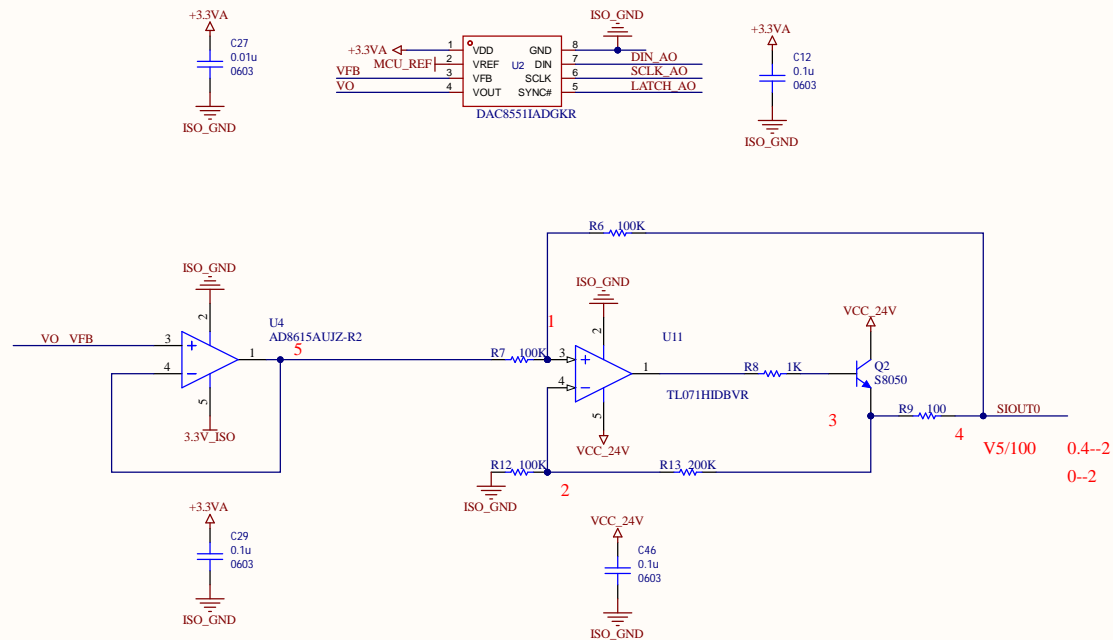 +3.3VA
C27
0.01u
0603
ISO_GND
ISO_GND
+3.3VA
MCU_REF
VFB
VO
1
2
3
4
VDD
VREF
VFB
VOUT
U2
GND
DIN
SCLK
SYNC#
8
7
6
5
DIN_AO
SCLK_AO
LATCH_AO
DAC8551IADGKR
+3.3VA
C12
0.1u
0603
ISO_GND
R6
100K
ISO_GND
2
U4
AD8615AUJZ-R2
VO
VFB
3
4
1
5
5
3.3V_ISO
1
ISO_GND
2
U11
R7
100K
3
4
1
TL071HIDBVR
5
VCC_24V
R8
1K
VCC_24V
Q2
S8050
3
R9
100
4
SIOUT0
V5/100
0.4--2
0--2
R12
100K
R13
200K
2
ISO_GND
+3.3VA
C29
0.1u
0603
ISO_GND
VCC_24V
C46
0.1u
0603
ISO_GND